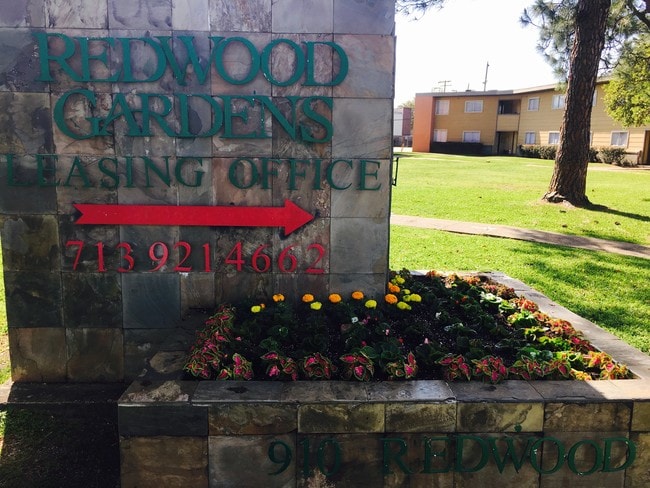 REDWOOD
GARDENS
LEASING OFFICE
713 921 4662
910 REDWOOD